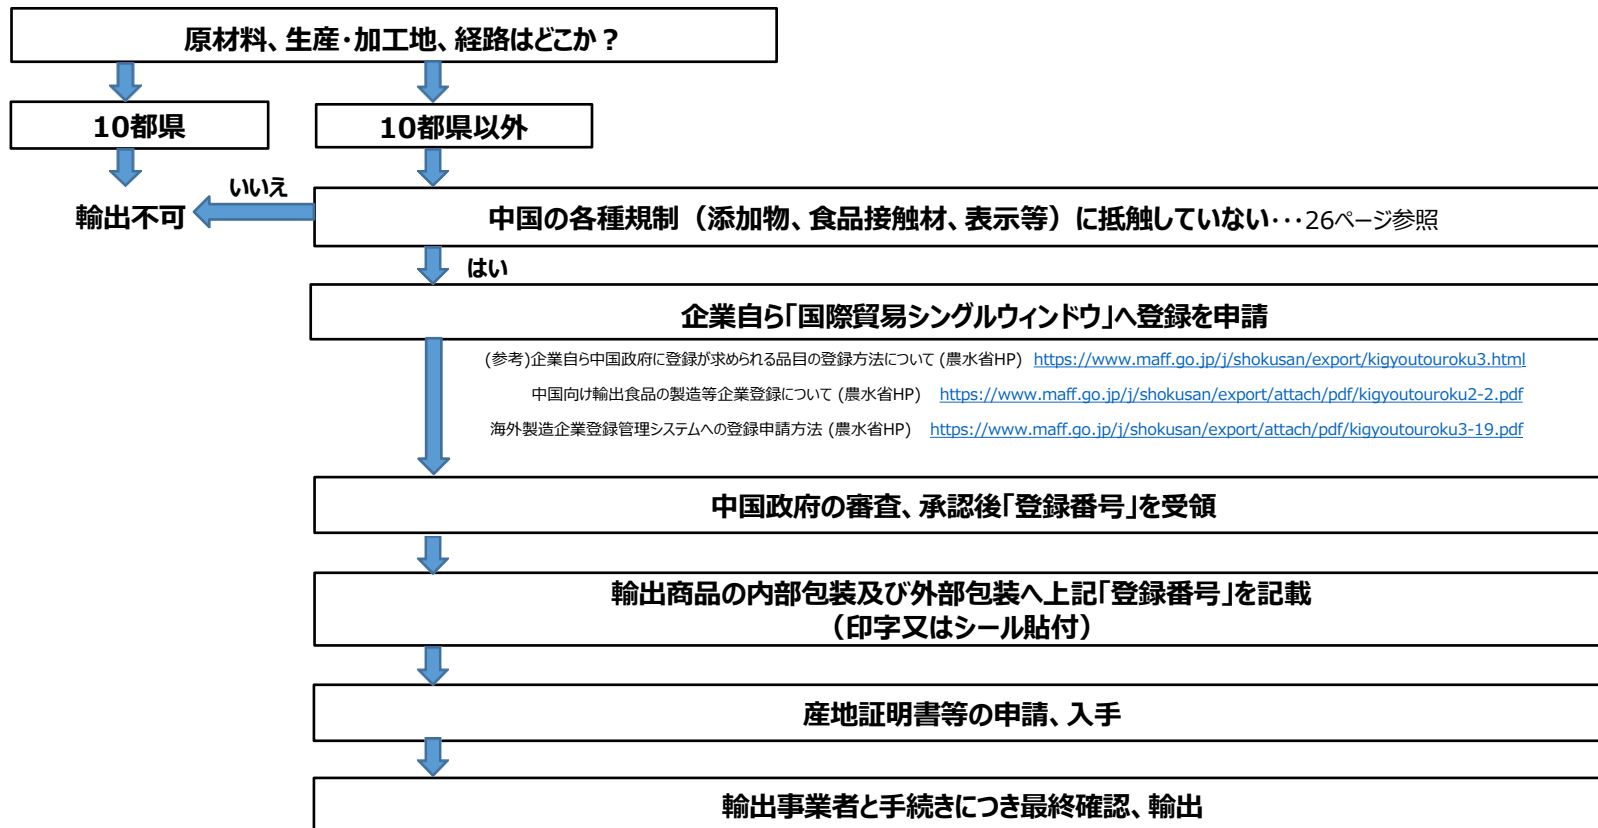 原材料、生産・加工地、経路はどこか？
10都県
10都県以外
いいえ
輸出不可
中国の各種規制（添加物、食品接触材、表示等）に抵触していない・・・26ページ参照
はい
企業自ら「国際貿易シングルウィンドウ」へ登録を申請
(参考)企業自ら中国政府に登録が求められる品目の登録方法について (農水省HP) https://www.maff.go.jp/j/shokusan/export/kigyoutouroku3.html
中国向け輸出食品の製造等企業登録について (農水省HP) https://www.maff.go.jp/j/shokusan/export/attach/pdf/kigyoutouroku2-2.pdf
海外製造企業登録管理システムへの登録申請方法 (農水省HP) https://www.maff.go.jp/j/shokusan/export/attach/pdf/kigyoutouroku3-19.pdf
中国政府の審査、承認後「登録番号」を受領
輸出商品の内部包装及び外部包装へ上記「登録番号」を記載
（印字又はシール貼付）
産地証明書等の申請、入手
輸出事業者と手続きにつき最終確認、輸出